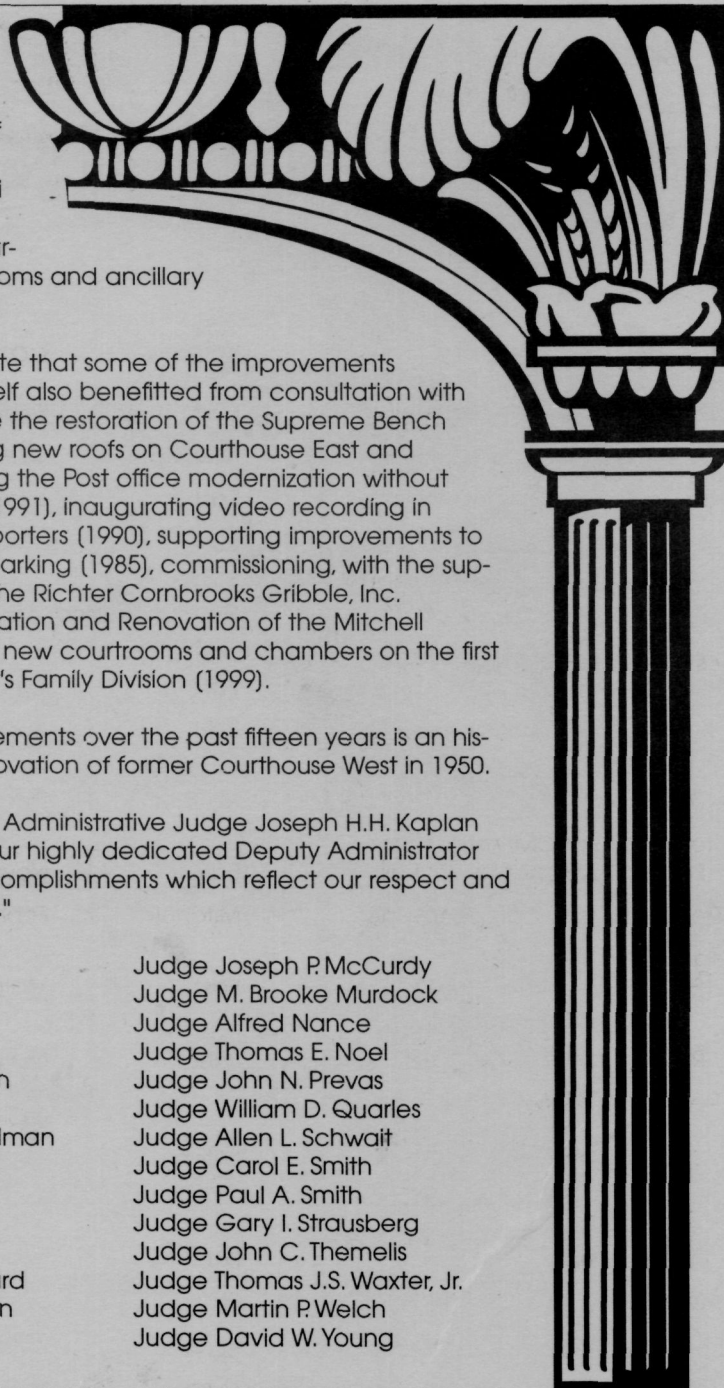 r-
oms and ancillary
te that some of the improvements
elf also benefitted from consultation with
e the restoration of the Supreme Bench
g new roofs on Courthouse East and
g the Post office modernization without
991), inaugurating video recording in
porters (1990), supporting improvements to
arking (1985), commissioning, with the sup-
ne Richter Cornbrooks Gribble, Inc.
ation and Renovation of the Mitchell
new courtrooms and chambers on the first
's Family Division (1999).
ements over the past fifteen years is an his-
ovation of former Courthouse West in 1950.
Administrative Judge Joseph H.H. Kaplan
ur highly dedicated Deputy Administrator
complishments which reflect our respect and
."
Judge Joseph P. McCurdy
Judge M. Brooke Murdock
Judge Alfred Nance
Judge Thomas E. Noel
n Judge John N. Prevas
Judge William D. Quarles
lman Judge Allen L. Schwait
Judge Carol E. Smith
Judge Paul A. Smith
Judge Gary I. Strausberg
Judge John C. Themelis
rd Judge Thomas J.S. Waxter, Jr.
n Judge Martin P. Welch
Judge David W. Young